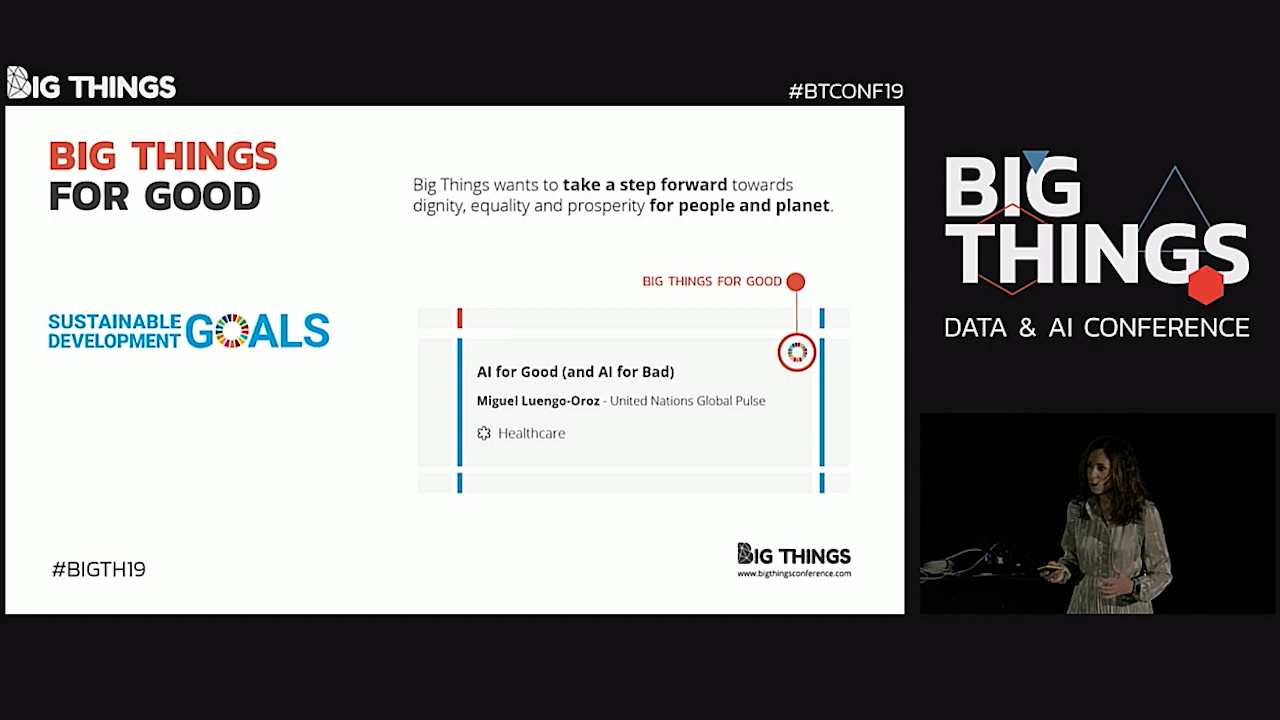 BIG THINGS
#BTCONF19
BIG THINGS
FOR GOOD
Big Things wants to take a step forward towards
dignity, equality and prosperity for people and planet.
BIG THINGS FOR GOOD
SUSTAINABLE
DEVELOPMENT
GOALS
AI for Good (and AI for Bad)
Miguel Luengo-Oroz - United Nations Global Pulse
Healthcare
#BIGTH19
BIG THINGS
www.bigthingsconference.com
BIG
THINGS
DATA & AI CONFERENCE